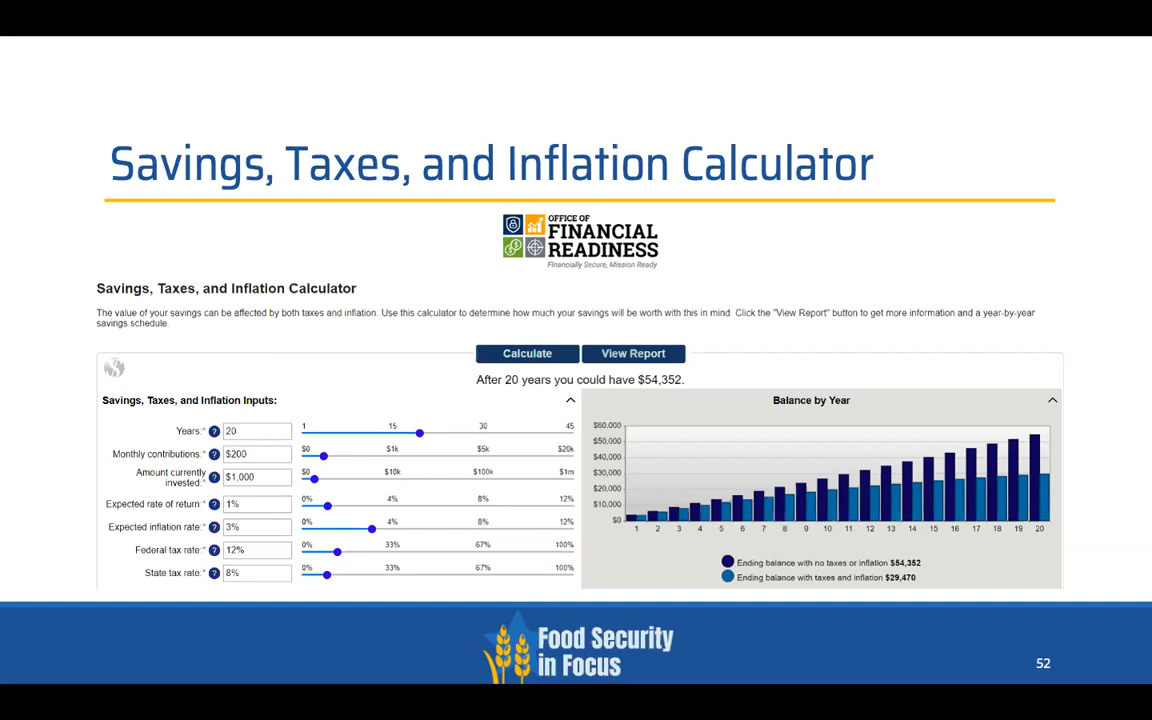 Savings, Taxes, and Inflation Calculator
OFFICE OF
FINANCIAL
READINESS
Financially Secure, Mission Ready
Savings, Taxes, and Inflation Calculator
The value of your savings can be affected by both taxes and inflation. Use this calculator to determine how much your savings will be worth with this in mind. Click the "View Report" button to get more information and a year-by-year
savings schedule.
Calculate View Report
After 20 years you could have $54,352.
Savings, Taxes, and Inflation Inputs:
Years:* ? 20 1 15 30 45
Monthly contributions:* ? $200 $0 $1k $5k $20k
Amount currently
invested:* ? $1,000 $0 $10k $100k $1m
Expected rate of return:* ? 1% 0% 4% 8% 12%
Expected inflation rate:* ? 3% 0% 4% 8% 12%
Federal tax rate:* ? 12% 0% 33% 67% 100%
State tax rate:* ? 8% 0% 33% 67% 100%
Balance by Year
$60,000
$50,000
$40,000
$30,000
$20,000
$10,000
$0
1 2 3 4 5 6 7 8 9 10 11 12 13 14 15 16 17 18 19 20
Ending balance with no taxes or inflation $54,352
Ending balance with taxes and inflation $29,470
Food Security
in Focus
52